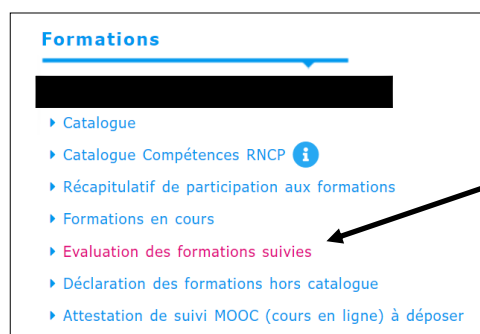 Formations
Catalogue
Catalogue Compétences RNCP i
Récapitulatif de participation aux formations
Formations en cours
Evaluation des formations suivies
Déclaration des formations hors catalogue
Attestation de suivi MOOC (cours en ligne) à déposer